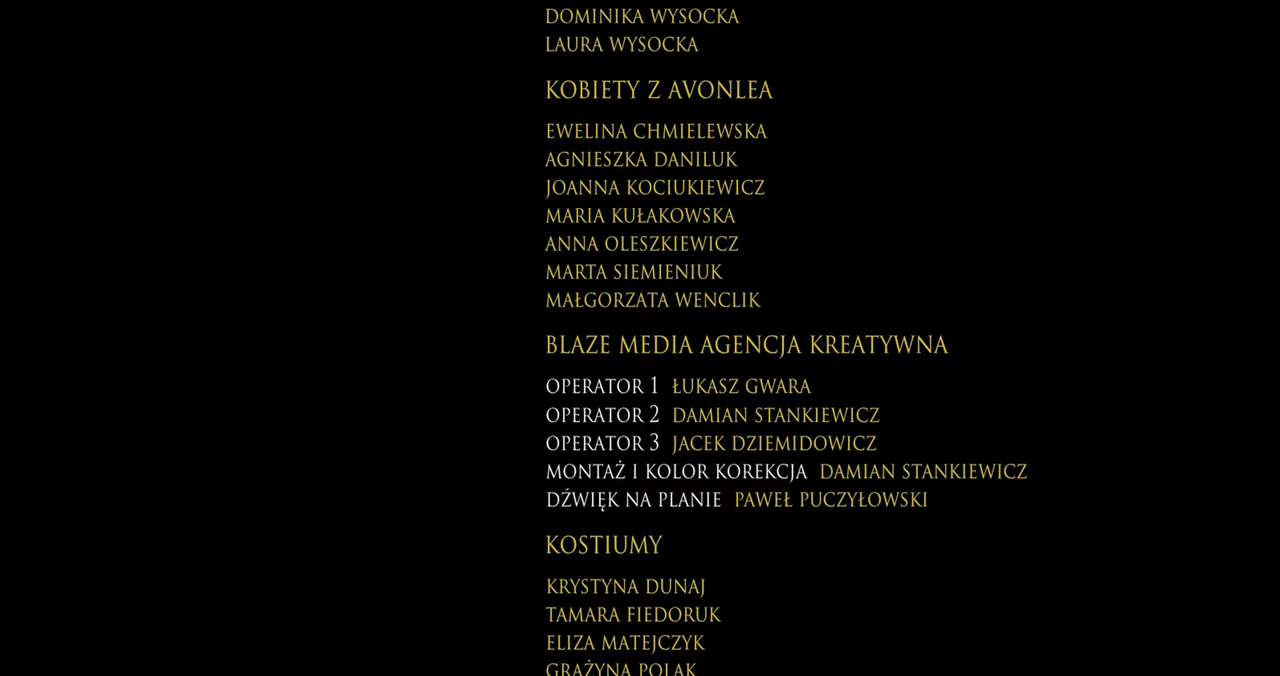 DOMINIKA WYSOCKA
LAURA WYSOCKA
KOBIETY Z AVONLEA
EWELINA CHMIELEWSKA
AGNIESZKA DANILUK
JOANNA KOCIUKIEWICZ
MARIA KUŁAKOWSKA
ANNA OLESZKIEWICZ
MARTA SIEMIENIUK
MAŁGORZATA WENCLIK
BLAZE MEDIA AGENCJA KREATYWNA
OPERATOR 1 ŁUKASZ GWARA
OPERATOR 2 DAMIAN STANKIEWICZ
OPERATOR 3 JACEK DZIEMIDOWICZ
MONTAŻ I KOLOR KOREKCJA DAMIAN STANKIEWICZ
DŹWIĘK NA PLANIE PAWEŁ PUCZYŁOWSKI
KOSTIUMY
KRYSTYNA DUNAJ
TAMARA FIEDORUK
ELIZA MATEJCZYK
GRAŻYNA POLAK